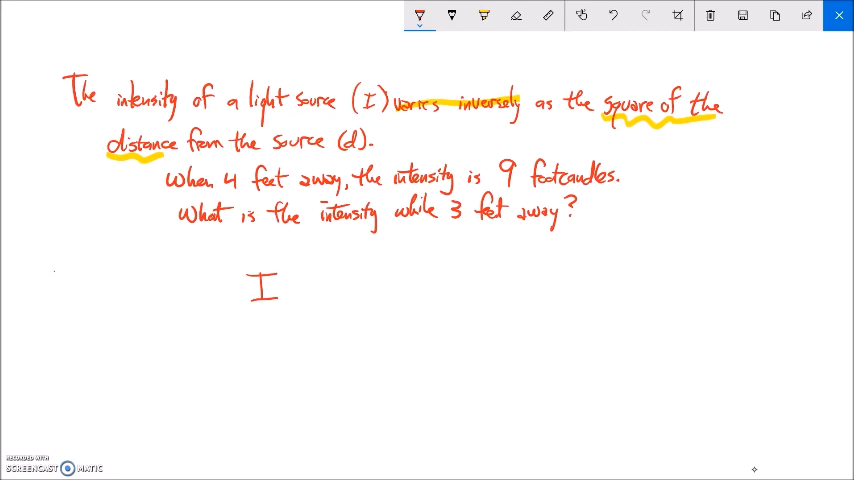 The intensity of a light source (I) varies inversely as the square of the
distance from the source (d).
When 4 feet away, the intensity is 9 footcandles.
What is the intensity while 3 feet away?
I
RECORDED WITH
SCREENCAST MATIC